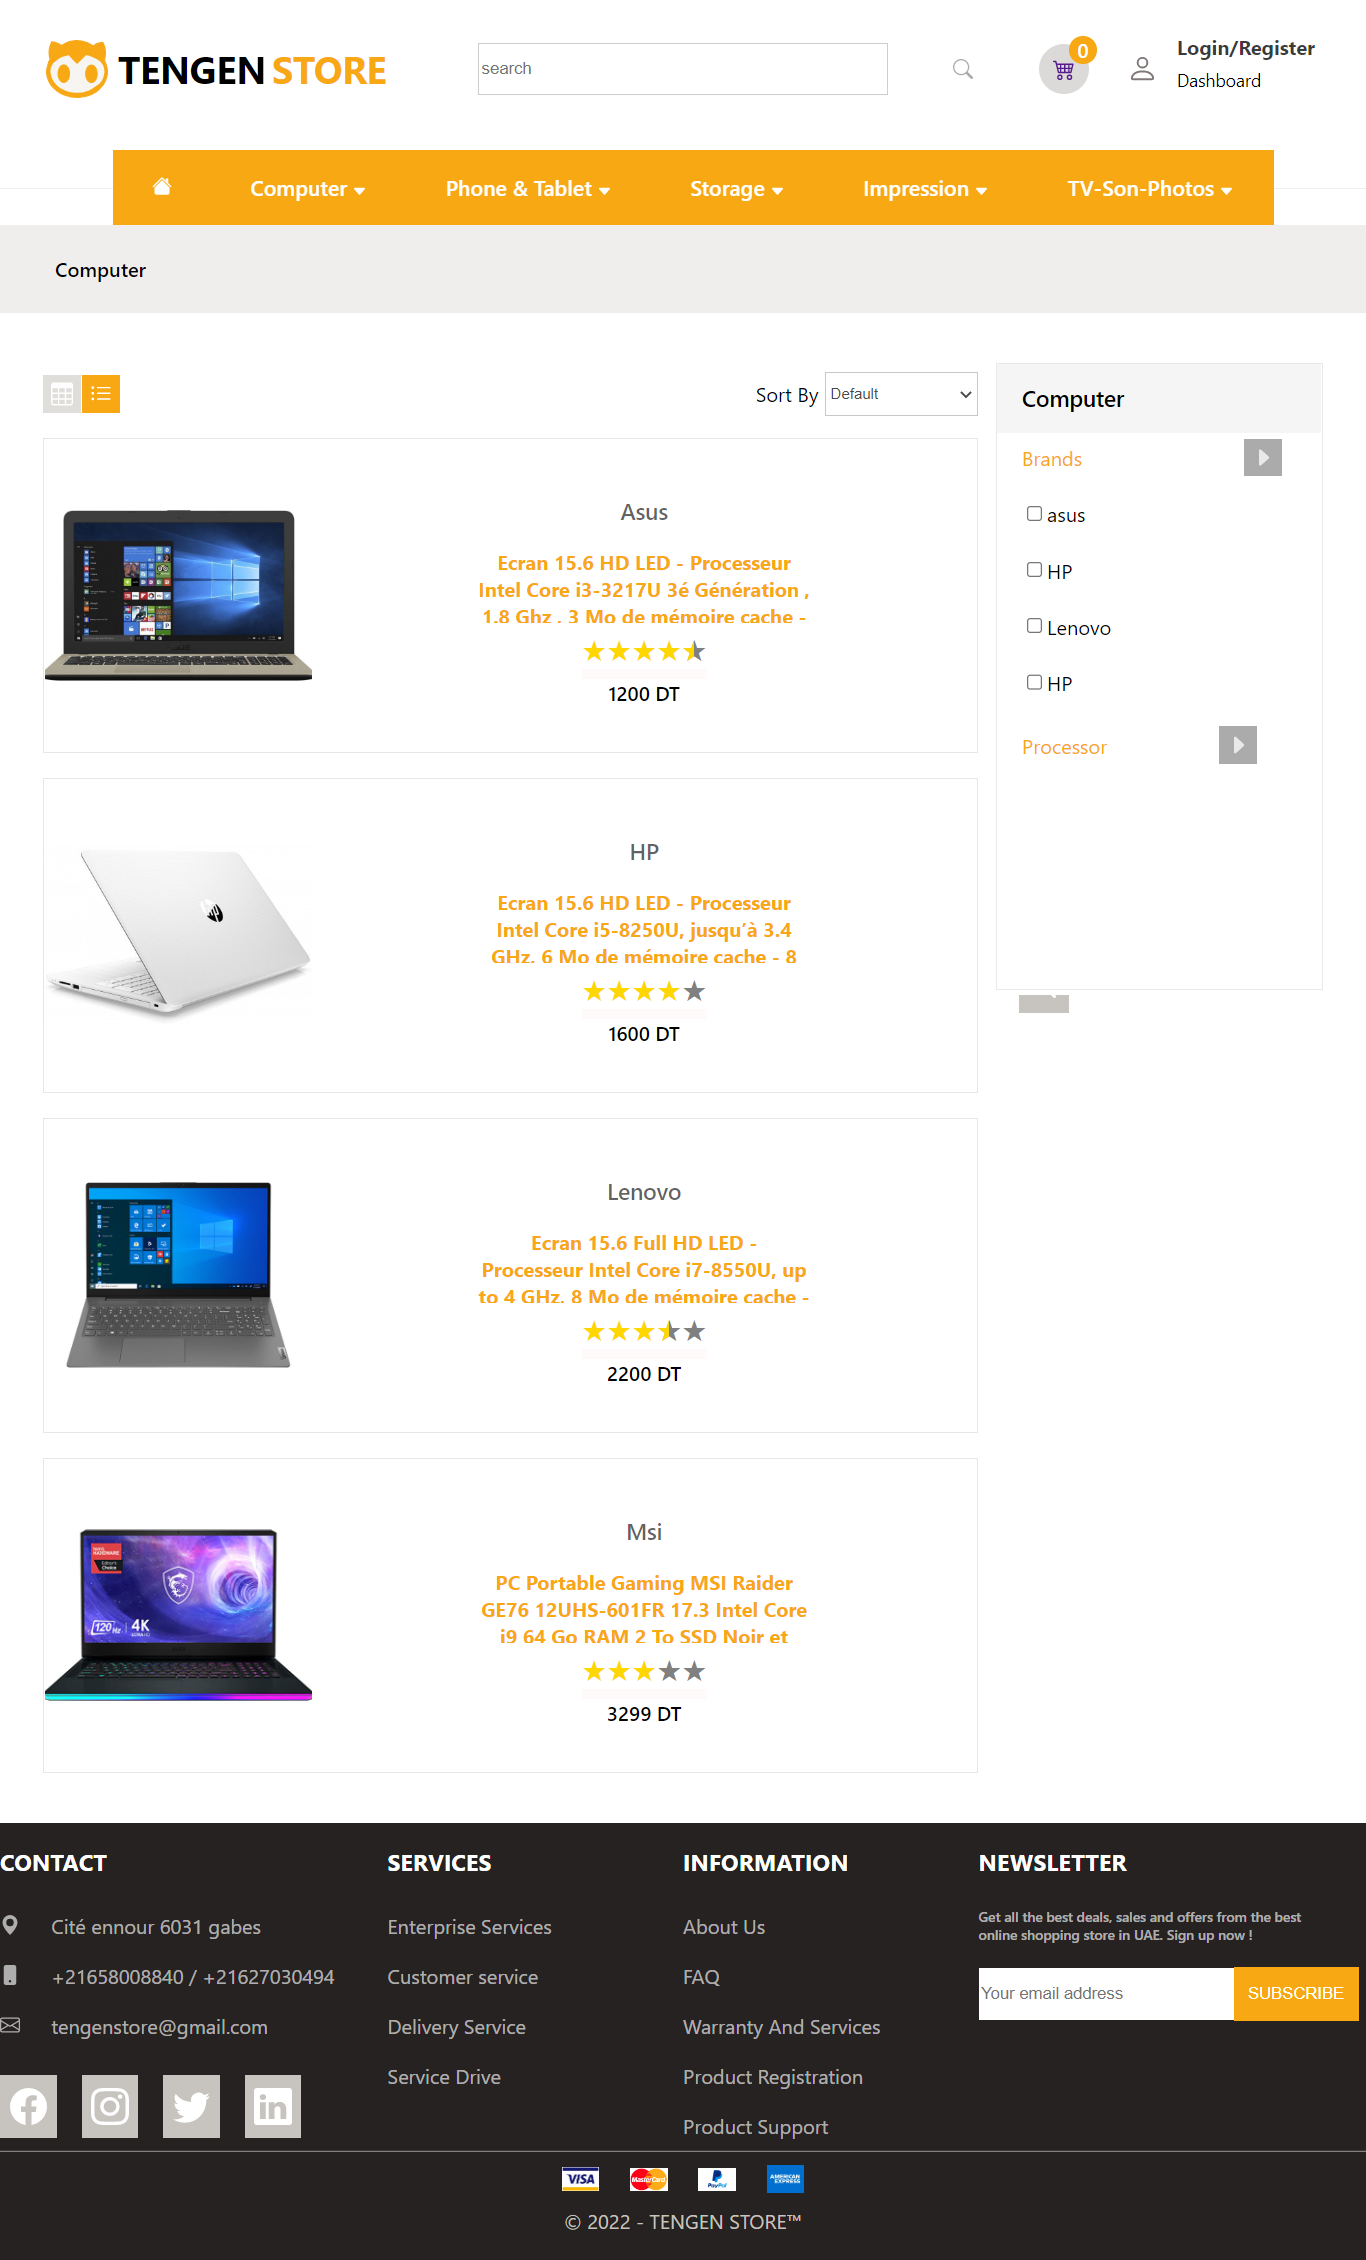 TENGEN STORE
search
0
Login/Register
Dashboard
Computer
Phone & Tablet
Storage
Impression
TV-Son-Photos
Computer
Sort By
Default
Asus
Ecran 15.6 HD LED - Processeur
Intel Core i3-3217U 3é Génération ,
1.8 Ghz , 3 Mo de mémoire cache -
1200 DT
HP
Ecran 15.6 HD LED - Processeur
Intel Core i5-8250U, jusqu’à 3.4
GHz, 6 Mo de mémoire cache - 8
1600 DT
Lenovo
Ecran 15.6 Full HD LED -
Processeur Intel Core i7-8550U, up
to 4 GHz, 8 Mo de mémoire cache -
2200 DT
120 Hz
4K
Msi
PC Portable Gaming MSI Raider
GE76 12UHS-601FR 17.3 Intel Core
i9 64 Go RAM 2 To SSD Noir et
3299 DT
Computer
Brands
asus
HP
Lenovo
HP
Processor
CONTACT
Cité ennour 6031 gabes
+21658008840 / +21627030494
tengenstore@gmail.com
SERVICES
Enterprise Services
Customer service
Delivery Service
Service Drive
INFORMATION
About Us
FAQ
Warranty And Services
Product Registration
Product Support
NEWSLETTER
Get all the best deals, sales and offers from the best
online shopping store in UAE. Sign up now !
Your email address
SUBSCRIBE
VISA
MasterCard
PayPal
AMERICAN
EXPRESS
© 2022 - TENGEN STORE™